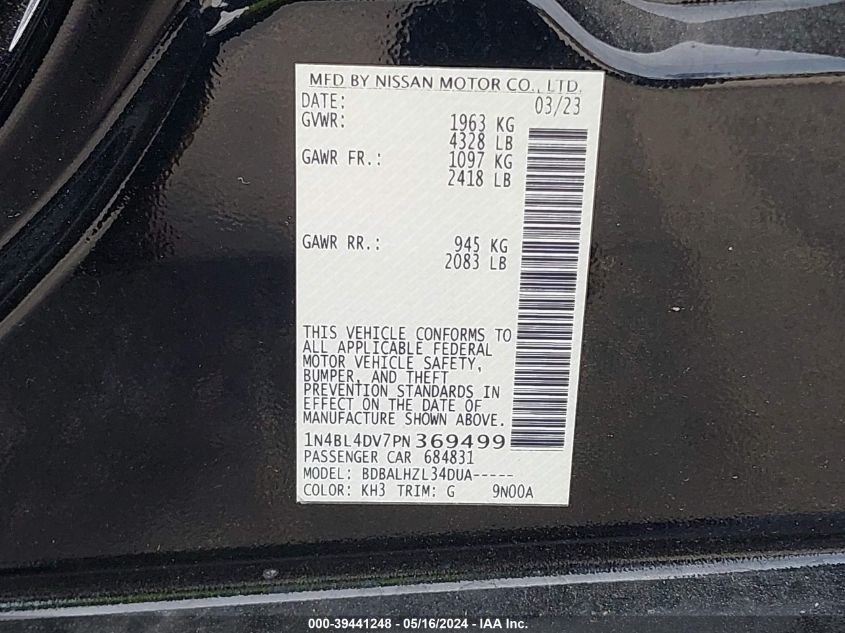 MFD BY NISSAN MOTOR CO., LTD.
DATE: 03/23
GVWR: 1963 KG
4328 LB
GAWR FR.: 1097 KG
2418 LB
GAWR RR.: 945 KG
2083 LB
THIS VEHICLE CONFORMS TO
ALL APPLICABLE FEDERAL
MOTOR VEHICLE SAFETY,
BUMPER, AND THEFT
PREVENTION STANDARDS IN
EFFECT ON THE DATE OF
MANUFACTURE SHOWN ABOVE.
1N4BL4DV7PN369499
PASSENGER CAR 684831
MODEL: BDBALHZL34DUA-----
COLOR: KH3 TRIM: G 9N00A
000-39441248 - 05/16/2024 - IAA Inc.